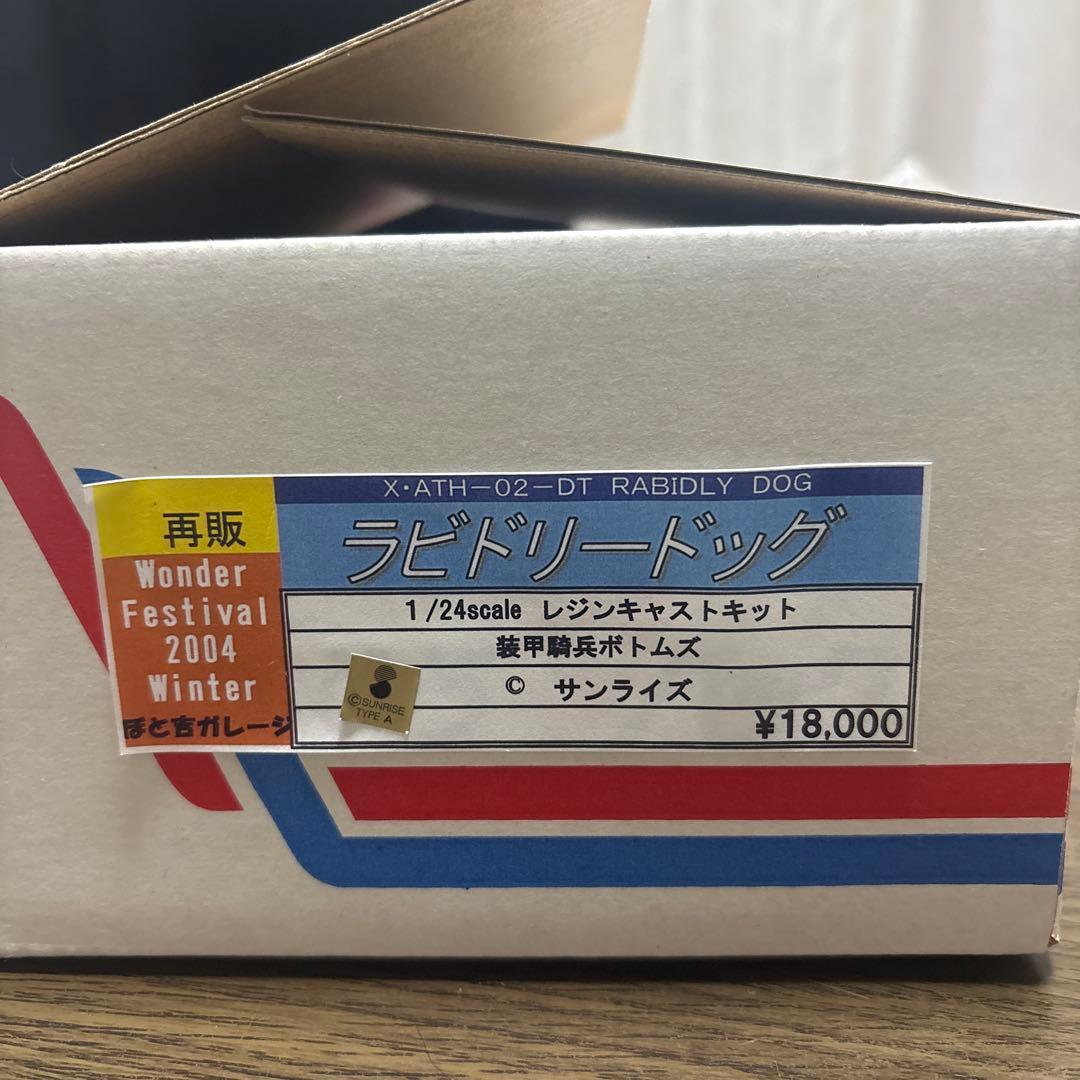 X・ATH-02-DT RABIDLY DOG
再販
ラビドリードッグ
Wonder
Festival
2004
Winter
ぽと吉ガレージ
1/24scale レジンキャストキット
装甲騎兵ボトムズ
© サンライズ
©SUNRISE
TYPE A
¥18,000